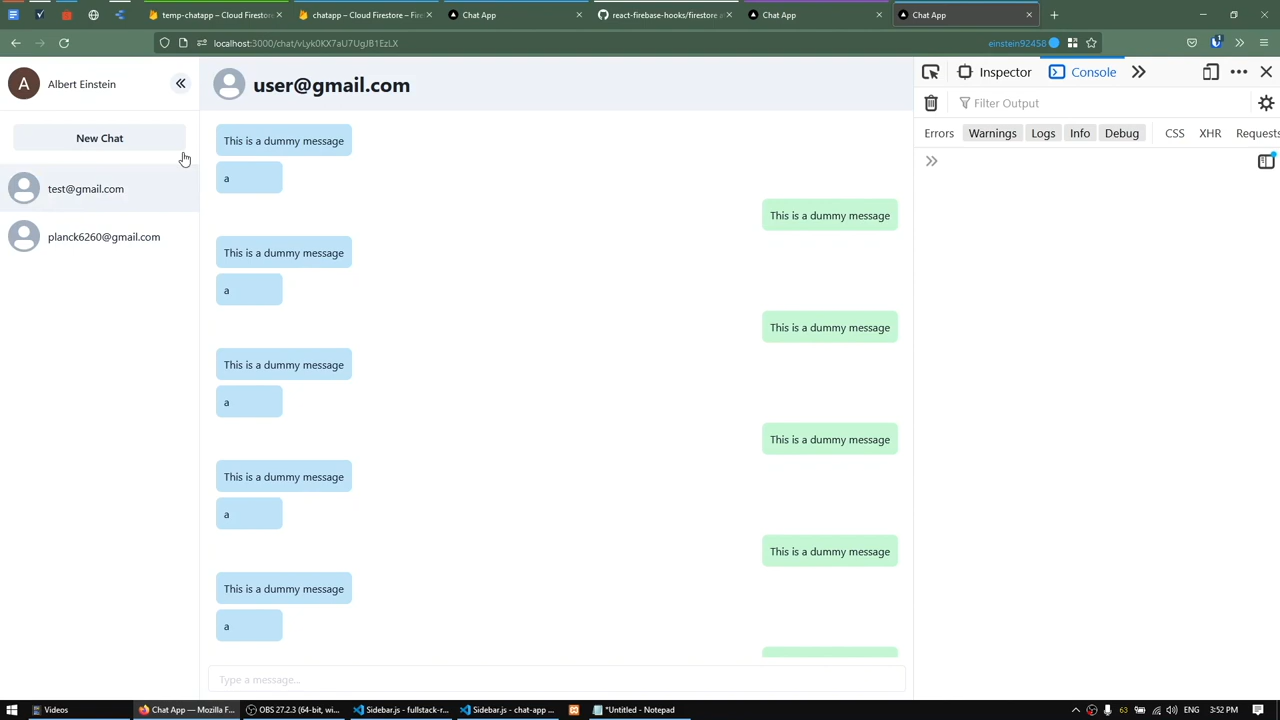 temp-chatapp – Cloud Firestore
chatapp – Cloud Firestore – Fire
Chat App
react-firebase-hooks/firestore a
Chat App
Chat App
localhost:3000/chat/vLyk0KX7aU7UgJB1EzLX
einstein92458
A
Albert Einstein
New Chat
test@gmail.com
planck6260@gmail.com
user@gmail.com
This is a dummy message
a
This is a dummy message
This is a dummy message
a
This is a dummy message
This is a dummy message
a
This is a dummy message
This is a dummy message
a
This is a dummy message
This is a dummy message
a
Type a message...
Inspector
Console
Filter Output
Errors
Warnings
Logs
Info
Debug
CSS
XHR
Requests
Videos
Chat App — Mozilla F...
OBS 27.2.3 (64-bit, wi...
Sidebar.js - fullstack-r...
Sidebar.js - chat-app ...
*Untitled - Notepad
63
ENG
3:52 PM